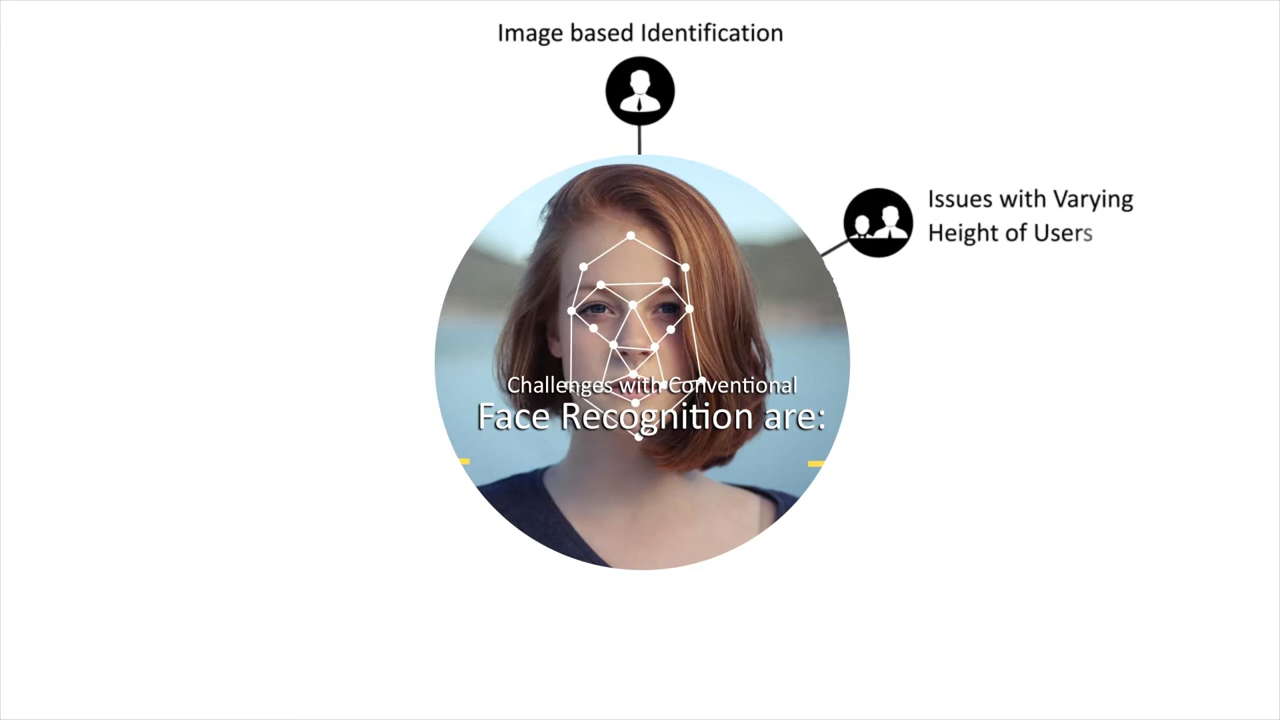 Image based Identification
Issues with Varying
Height of Users
Challenges with Conventional
Face Recognition are: